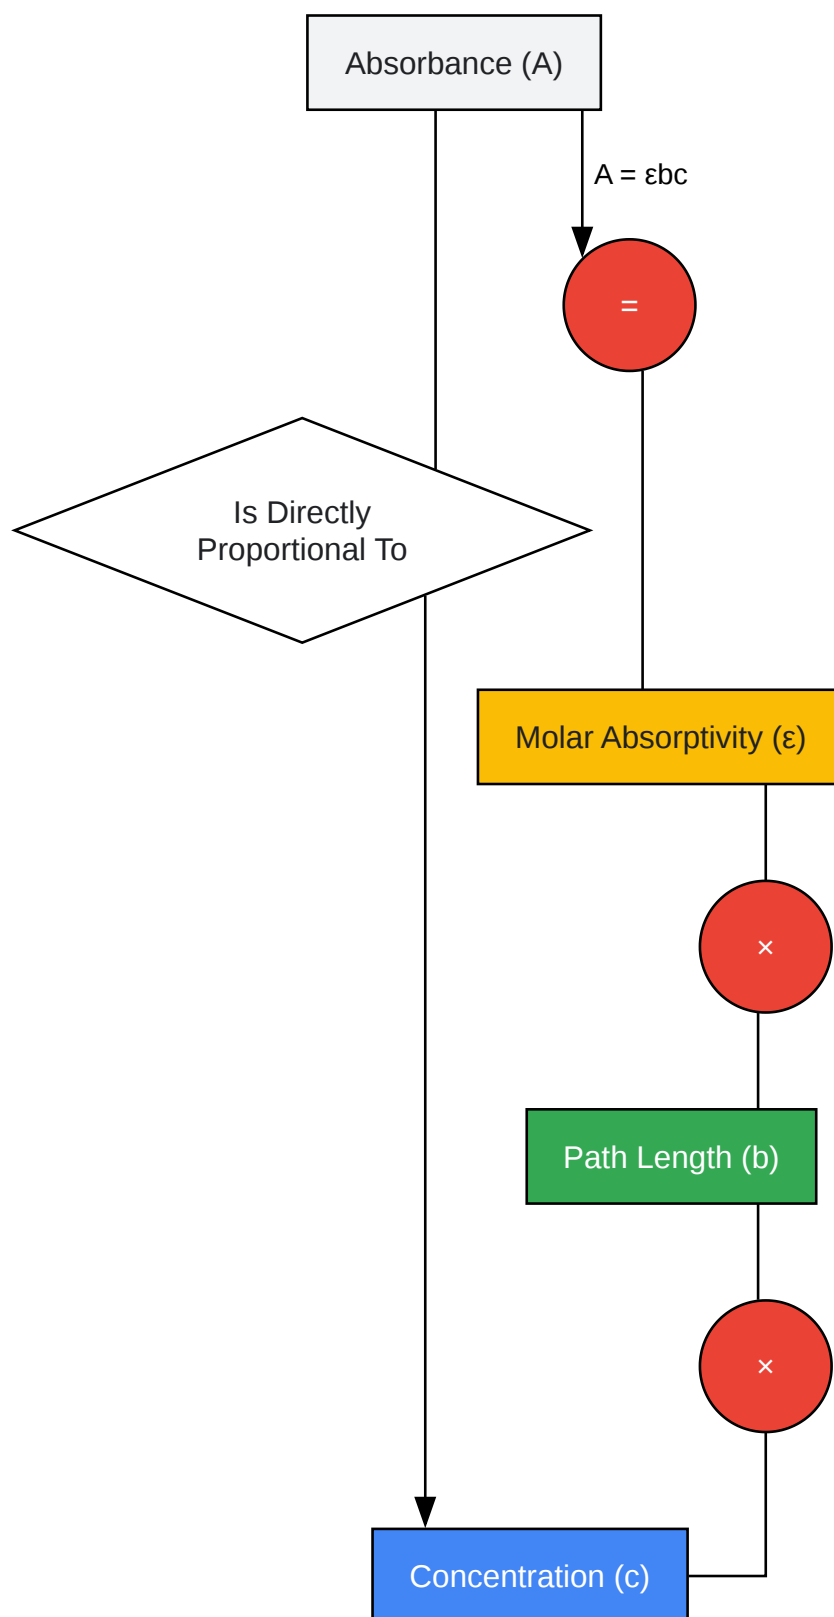 Absorbance (A)
A = εbc
=
Is Directly
Proportional To
Molar Absorptivity (ε)
×
Path Length (b)
×
Concentration (c)